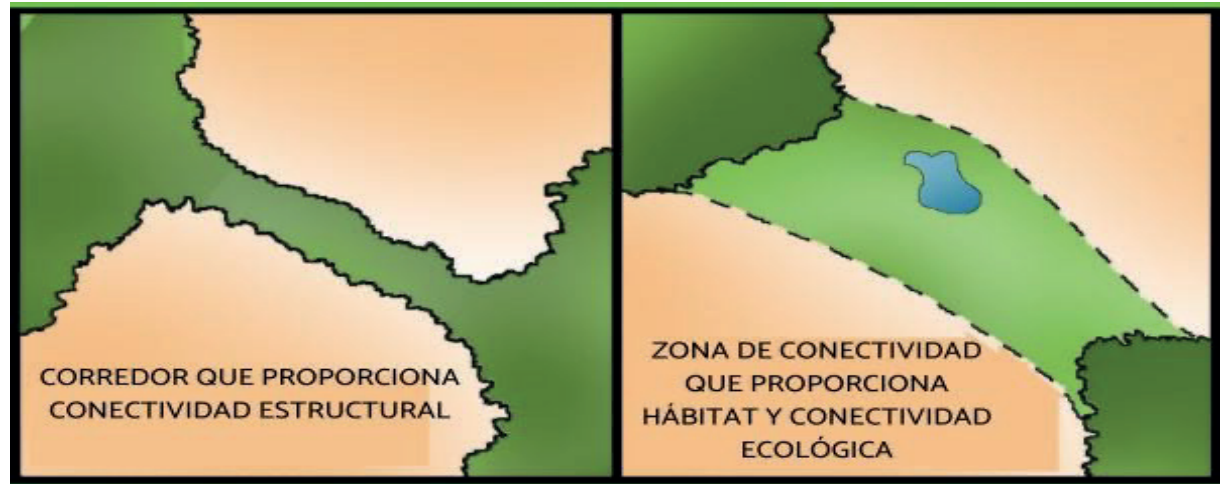 CORREDOR QUE PROPORCIONA
CONECTIVIDAD ESTRUCTURAL
ZONA DE CONECTIVIDAD
QUE PROPORCIONA
HÁBITAT Y CONECTIVIDAD
ECOLÓGICA